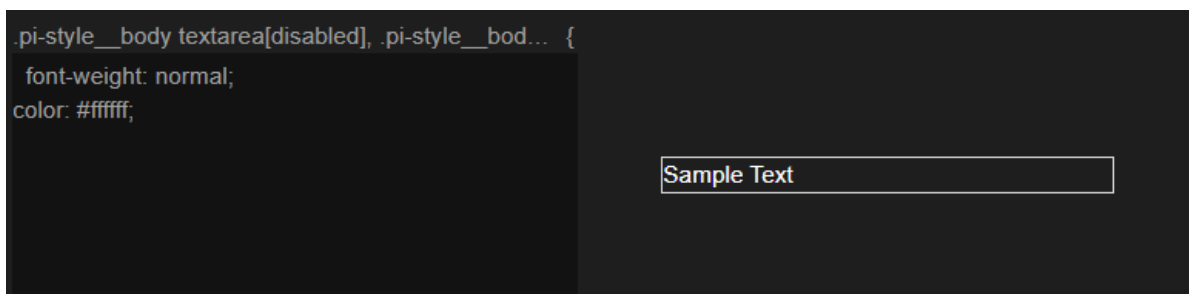 .pi-style__body textarea[disabled], .pi-style__bod... {
font-weight: normal;
color: #ffffff;
Sample Text